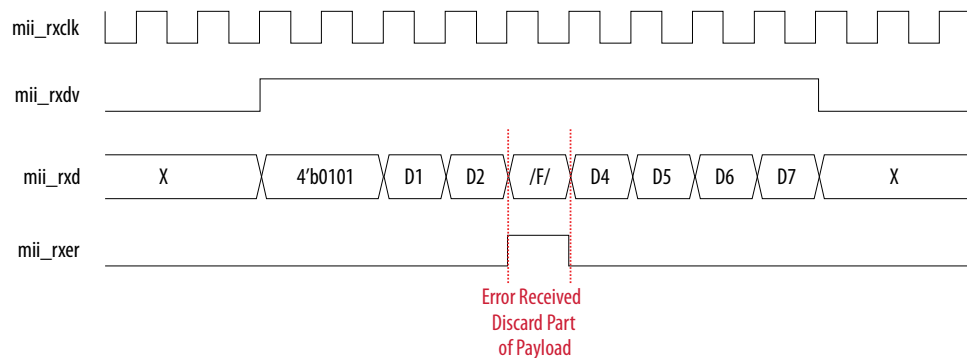 mii_rxclk
mii_rxdv
mii_rxd X 4'b0101 D1 D2 /F/ D4 D5 D6 D7 X
mii_rxer
Error Received
Discard Part
of Payload